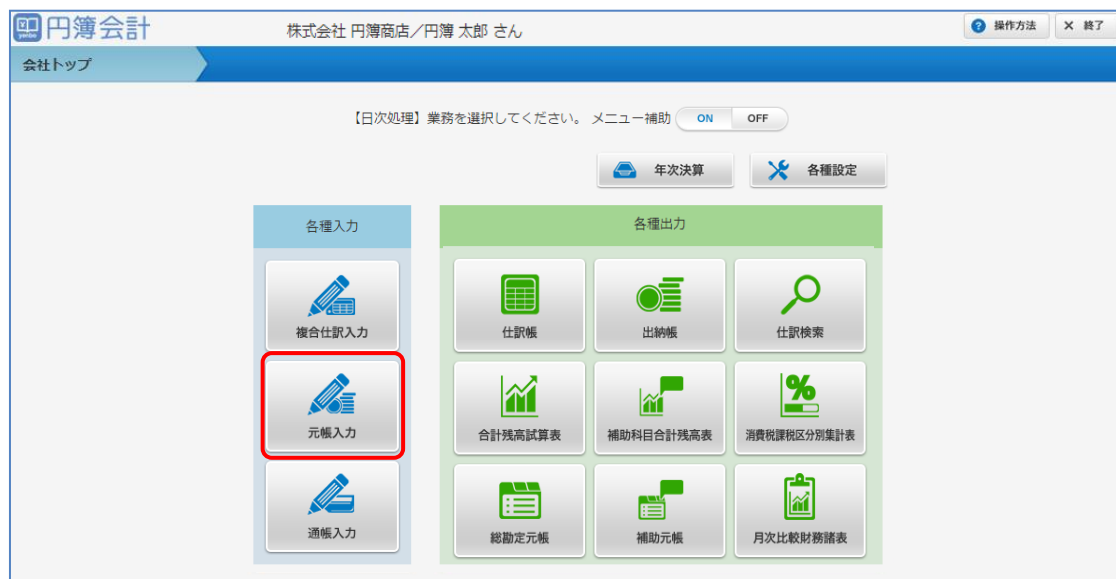 円簿会計
株式会社 円簿商店／円簿 太郎 さん
操作方法
× 終了
会社トップ
【日次処理】業務を選択してください。 メニュー補助 ON OFF
年次決算
各種設定
各種入力
各種出力
複合仕訳入力
仕訳帳
出納帳
仕訳検索
元帳入力
合計残高試算表
補助科目合計残高表
消費税課税区分別集計表
通帳入力
総勘定元帳
補助元帳
月次比較財務諸表